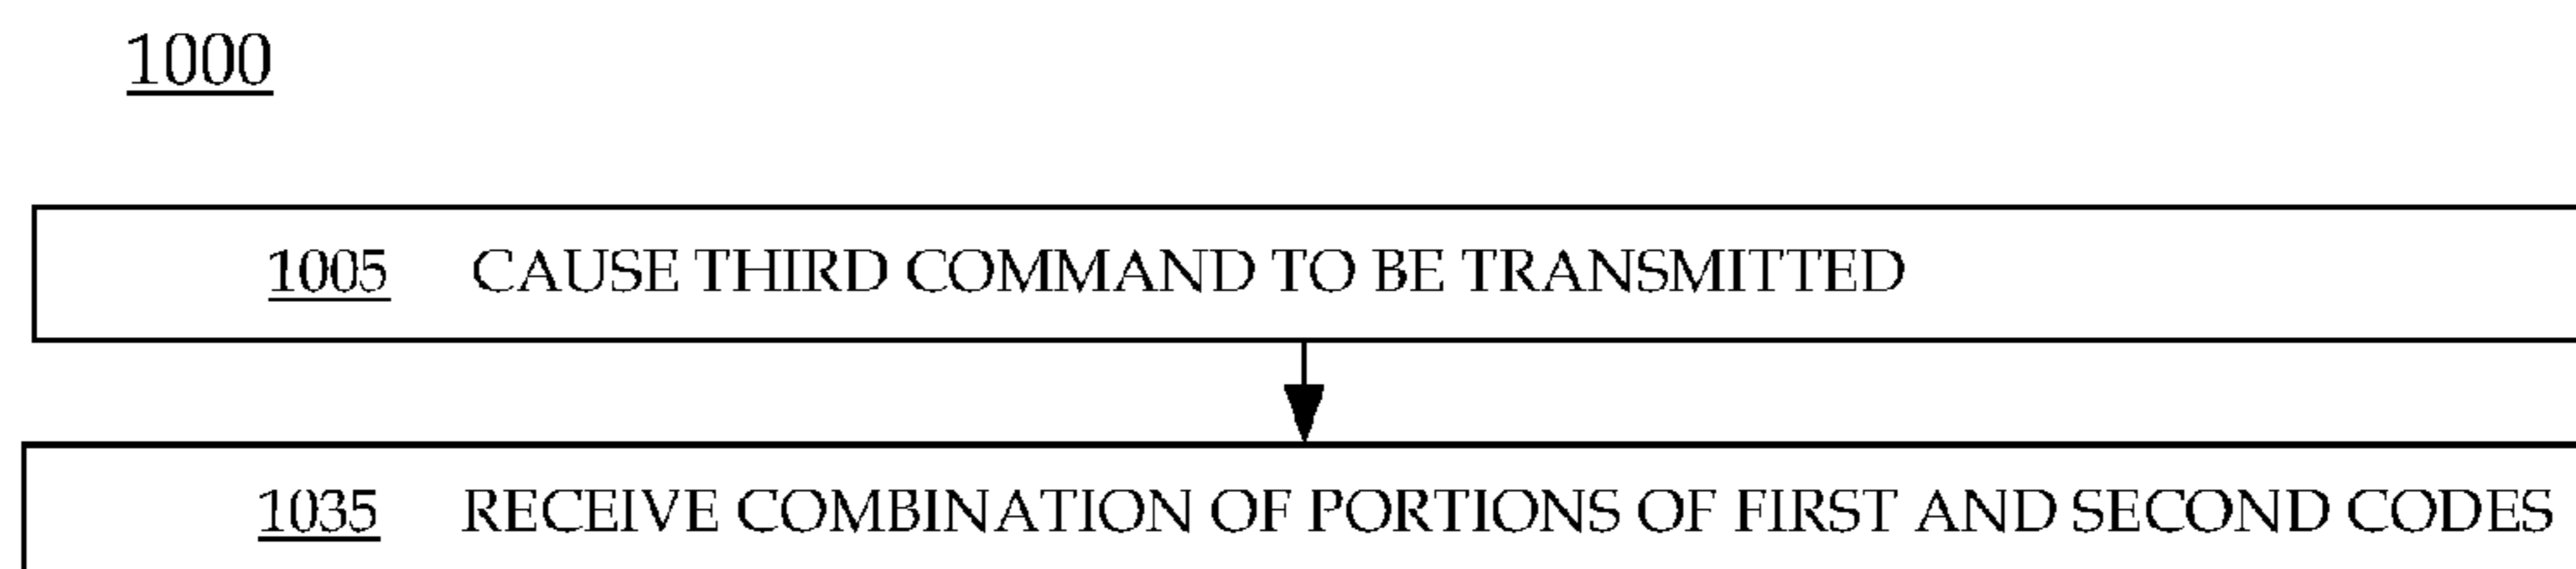 1000
1005 CAUSE THIRD COMMAND TO BE TRANSMITTED
1035 RECEIVE COMBINATION OF PORTIONS OF FIRST AND SECOND CODES